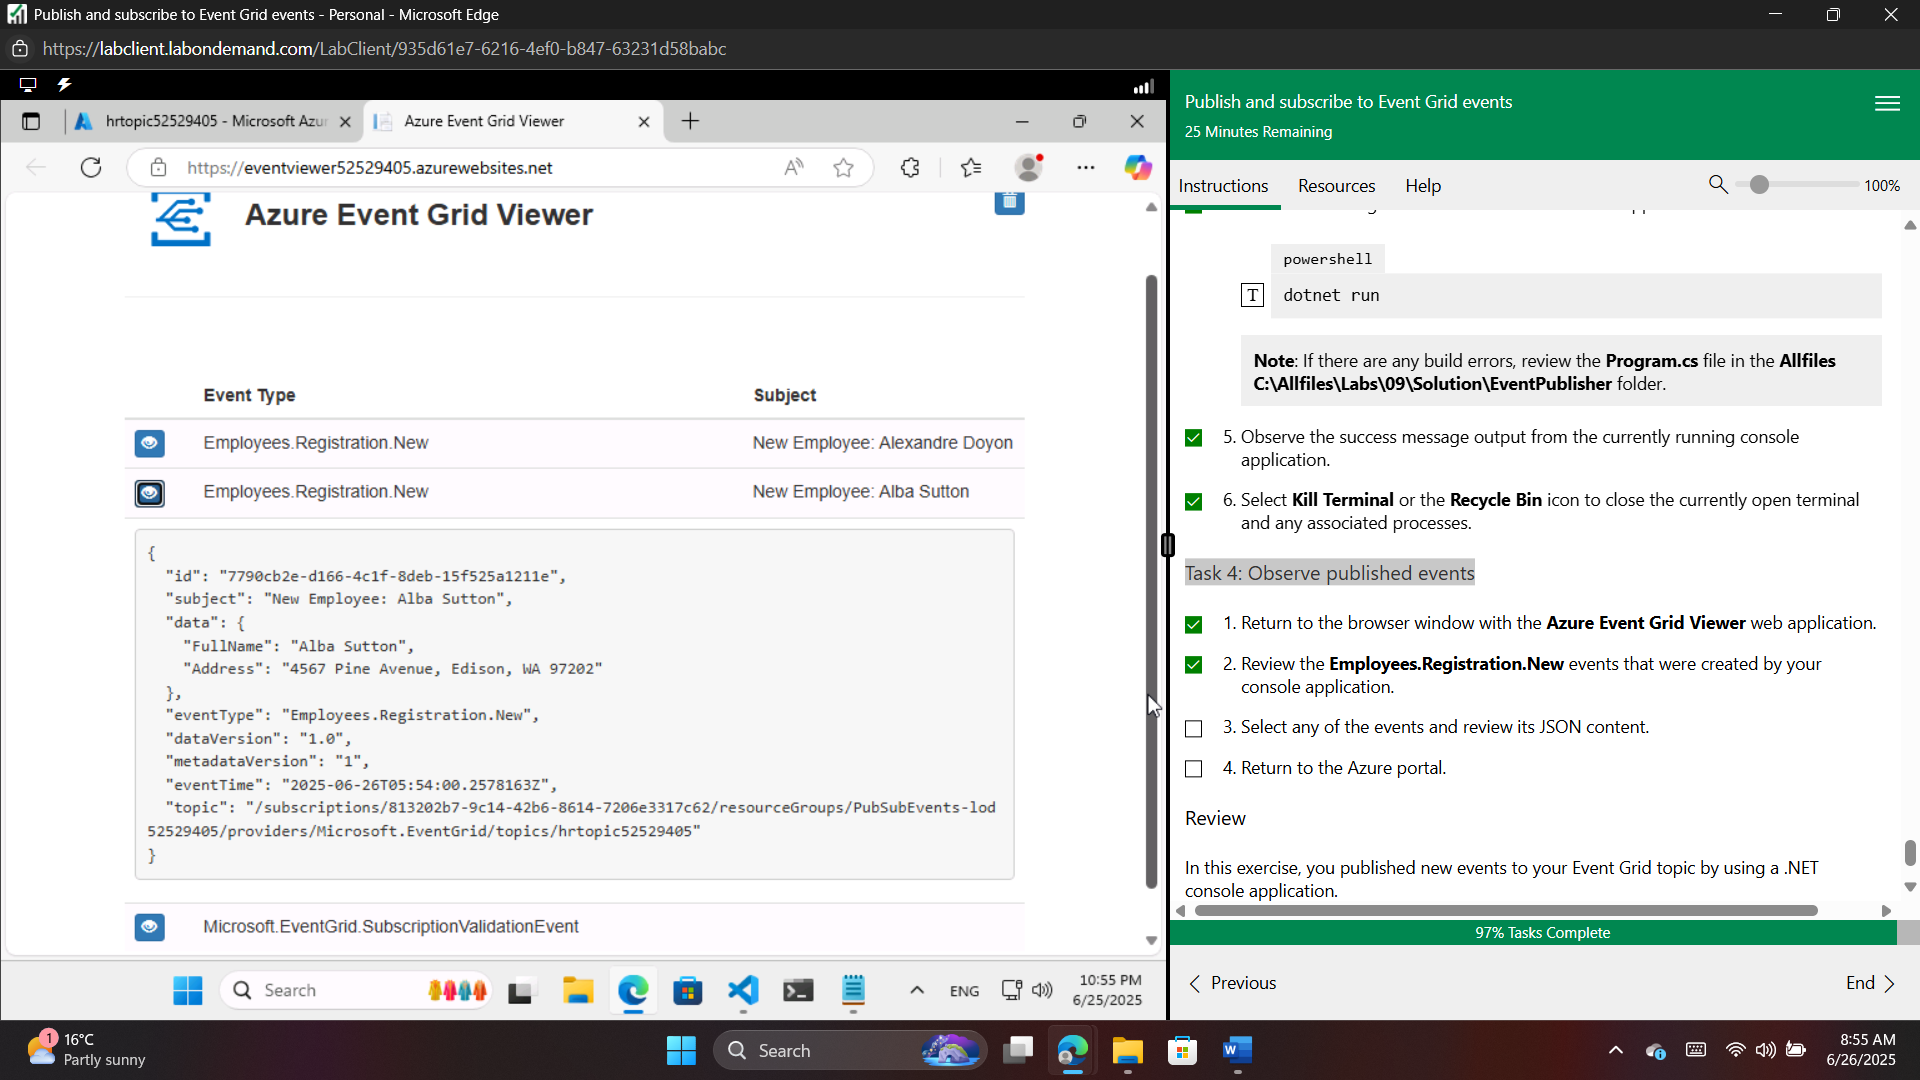 Publish and subscribe to Event Grid events - Personal - Microsoft Edge
https://labclient.labondemand.com/LabClient/935d61e7-6216-4ef0-b847-63231d58babc
hrtopic52529405 - Microsoft Azur
Azure Event Grid Viewer
https://eventviewer52529405.azurewebsites.net
Azure Event Grid Viewer
Event Type
Subject
Employees.Registration.New
New Employee: Alexandre Doyon
Employees.Registration.New
New Employee: Alba Sutton
{
"id": "7790cb2e-d166-4c1f-8deb-15f525a1211e",
"subject": "New Employee: Alba Sutton",
"data": {
"FullName": "Alba Sutton",
"Address": "4567 Pine Avenue, Edison, WA 97202"
},
"eventType": "Employees.Registration.New",
"dataVersion": "1.0",
"metadataVersion": "1",
"eventTime": "2025-06-26T05:54:00.2578163Z",
"topic": "/subscriptions/813202b7-9c14-42b6-8614-7206e3317c62/resourceGroups/PubSubEvents-lod
52529405/providers/Microsoft.EventGrid/topics/hrtopic52529405"
}
Microsoft.EventGrid.SubscriptionValidationEvent
Search
ENG
10:55 PM
6/25/2025
Publish and subscribe to Event Grid events
25 Minutes Remaining
Instructions
Resources
Help
100%
powershell
T
dotnet run
Note: If there are any build errors, review the Program.cs file in the Allfiles
C:\Allfiles\Labs\09\Solution\EventPublisher folder.
5. Observe the success message output from the currently running console
application.
6. Select Kill Terminal or the Recycle Bin icon to close the currently open terminal
and any associated processes.
Task 4: Observe published events
1. Return to the browser window with the Azure Event Grid Viewer web application.
2. Review the Employees.Registration.New events that were created by your
console application.
3. Select any of the events and review its JSON content.
4. Return to the Azure portal.
Review
In this exercise, you published new events to your Event Grid topic by using a .NET
console application.
97% Tasks Complete
Previous
End
1
16°C
Partly sunny
Search
8:55 AM
6/26/2025